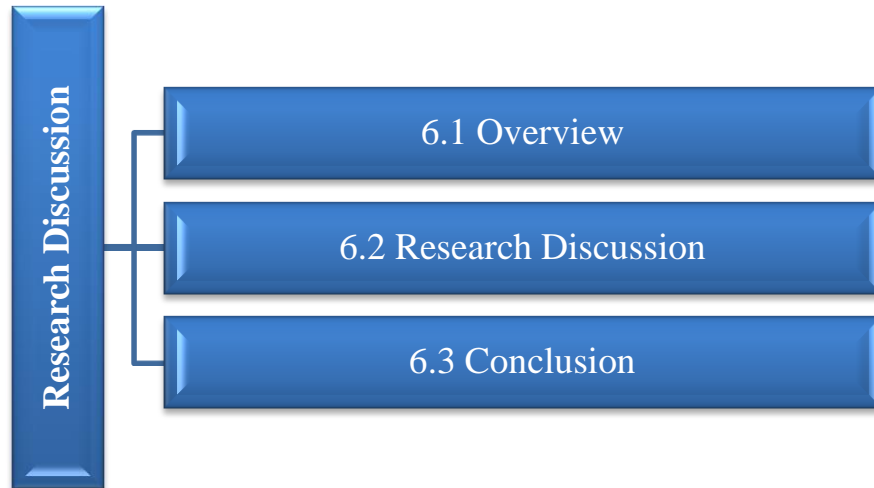 Research Discussion
6.1 Overview
6.2 Research Discussion
6.3 Conclusion